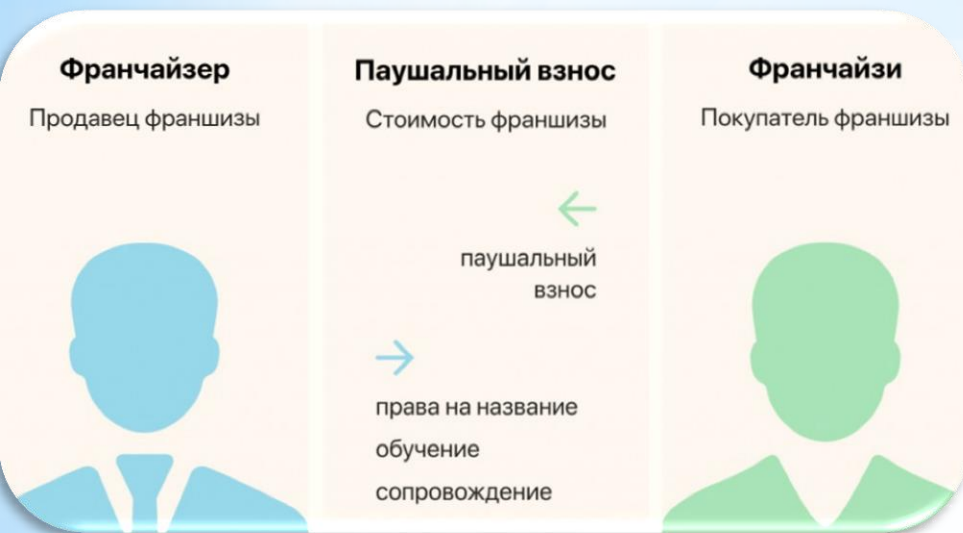 Франчайзер
Продавец франшизы
Паушальный взнос
Стоимость франшизы
паушальный
взнос
права на название
обучение
сопровождение
Франчайзи
Покупатель франшизы